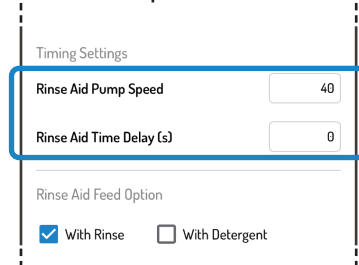 Timing Settings
Rinse Aid Pump Speed 40
Rinse Aid Time Delay (s) 0
Rinse Aid Feed Option
With Rinse With Detergent